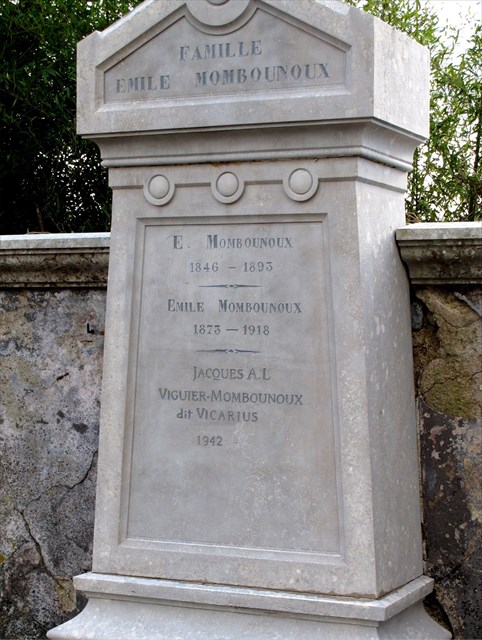 FAMILLE
EMILE MOMBOUNOUX
E. MOMBOUNOUX
1846 - 1893
EMILE MOMBOUNOUX
1873 - 1918
JACQUES A.L
VIGUIER-MOMBOUNOUX
dit VICARIUS
1942 -